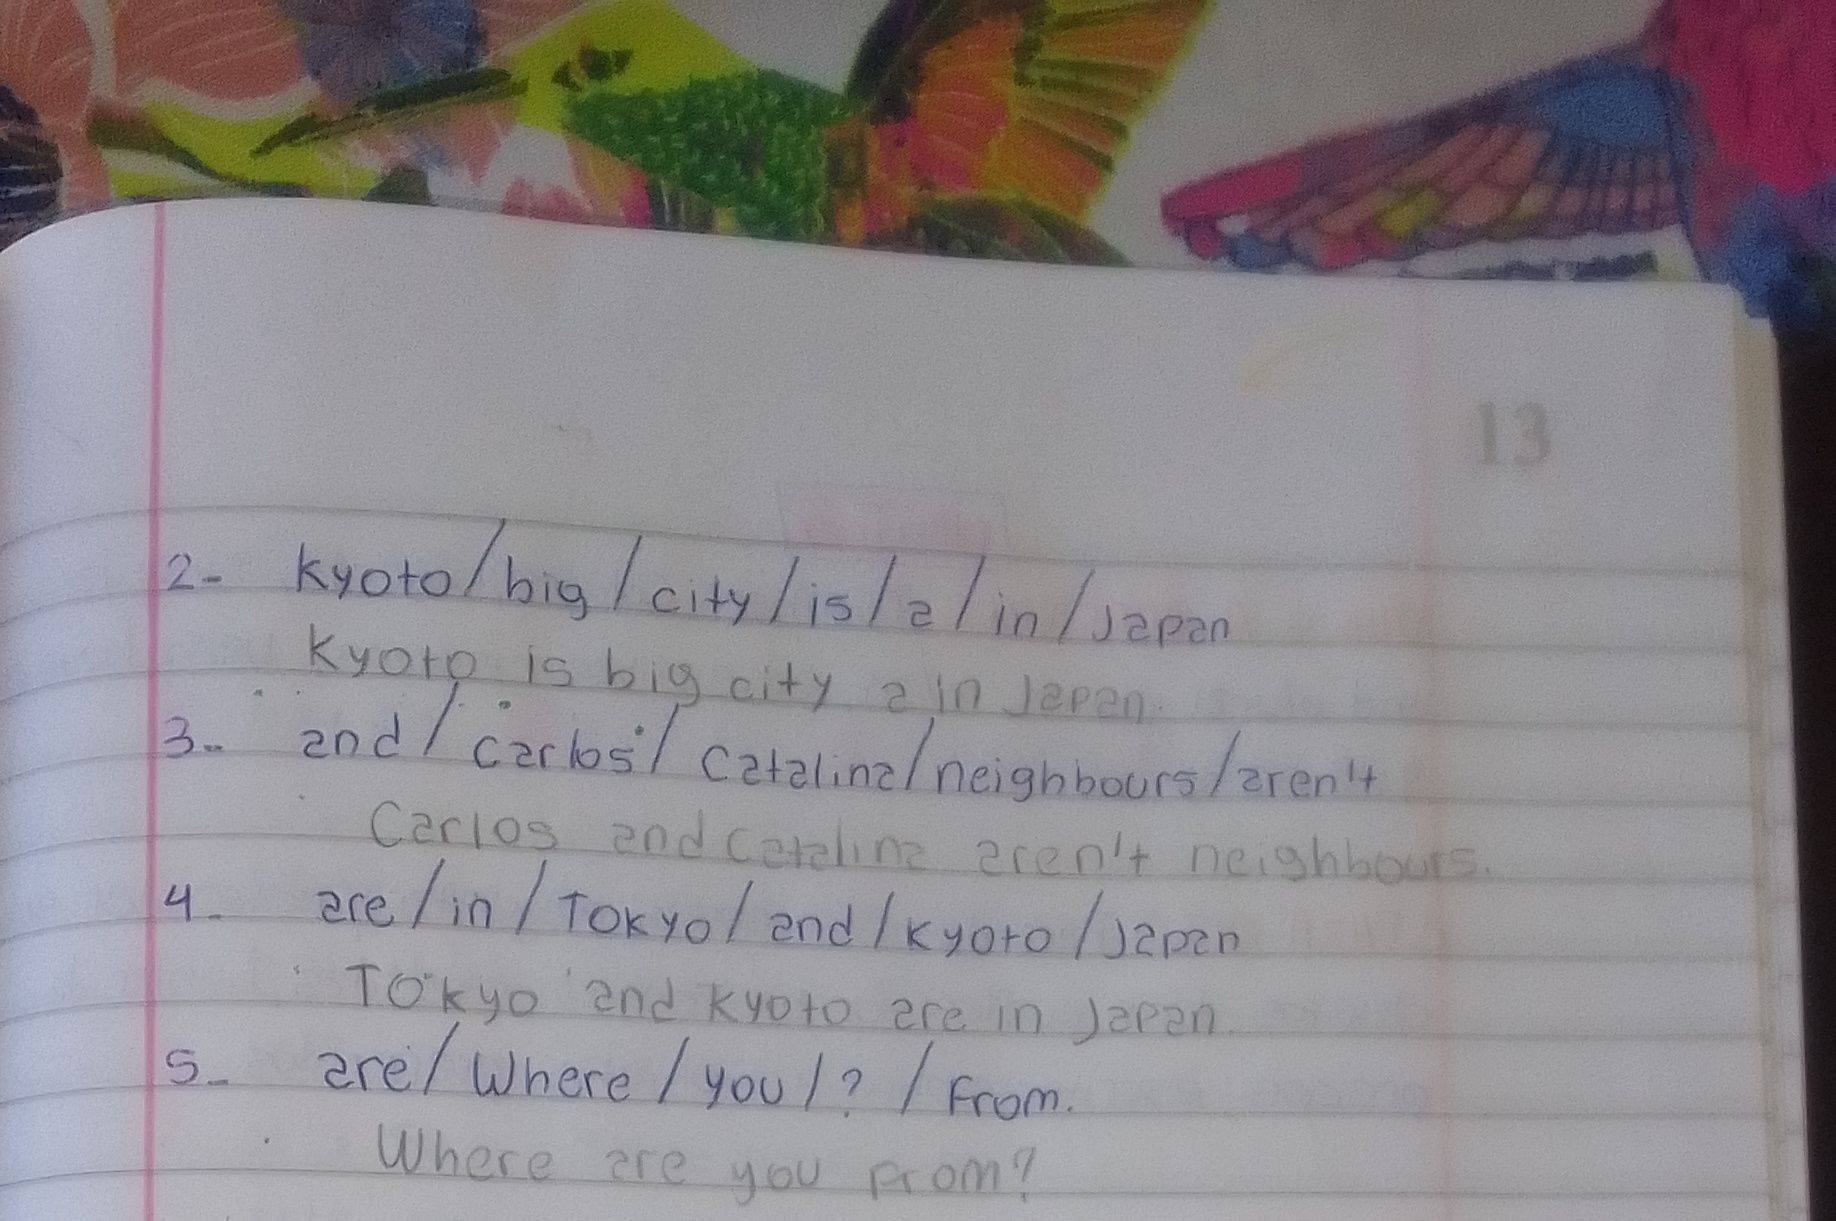 13
2- Kyoto/big/city/is/a/in/Japan
Kyoto is big city a in Japan.
3- and/carlos/catalina/neighbours/aren't
Carlos and catalina aren't neighbours.
4- are/in/Tokyo/and/kyoto/Japan
Tokyo and kyoto are in Japan.
5- are/Where/you/?/From.
Where are you From?